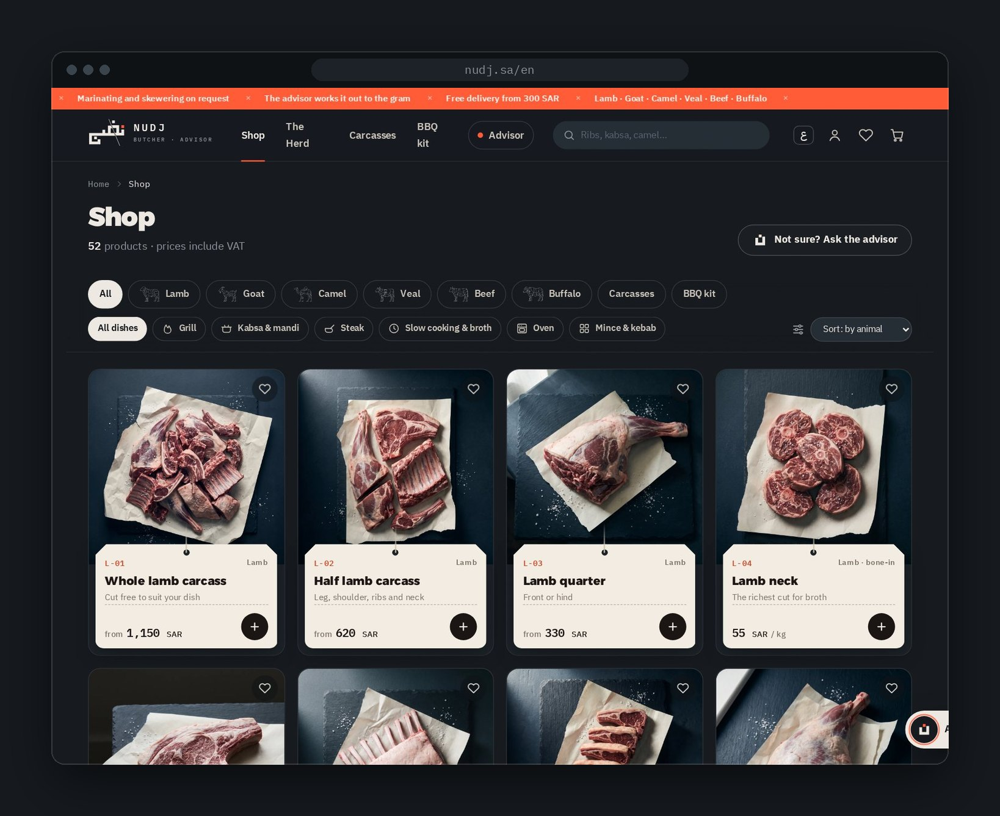 nudj.sa/en
× Marinating and skewering on request × The advisor works it out to the gram × Free delivery from 300 SAR × Lamb · Goat · Camel · Veal · Beef · Buffalo ×
NUDJ
BUTCHER · ADVISOR
Shop
The Herd
Carcasses
BBQ kit
Advisor
Ribs, kabsa, camel...
ع
Home > Shop
Shop
52 products · prices include VAT
Not sure? Ask the advisor
All
Lamb
Goat
Camel
Veal
Beef
Buffalo
Carcasses
BBQ kit
All dishes
Grill
Kabsa & mandi
Steak
Slow cooking & broth
Oven
Mince & kebab
Sort: by animal
L-01
Lamb
Whole lamb carcass
Cut free to suit your dish
from 1,150 SAR
L-02
Lamb
Half lamb carcass
Leg, shoulder, ribs and neck
from 620 SAR
L-03
Lamb
Lamb quarter
Front or hind
from 330 SAR
L-04
Lamb · bone-in
Lamb neck
The richest cut for broth
55 SAR / kg